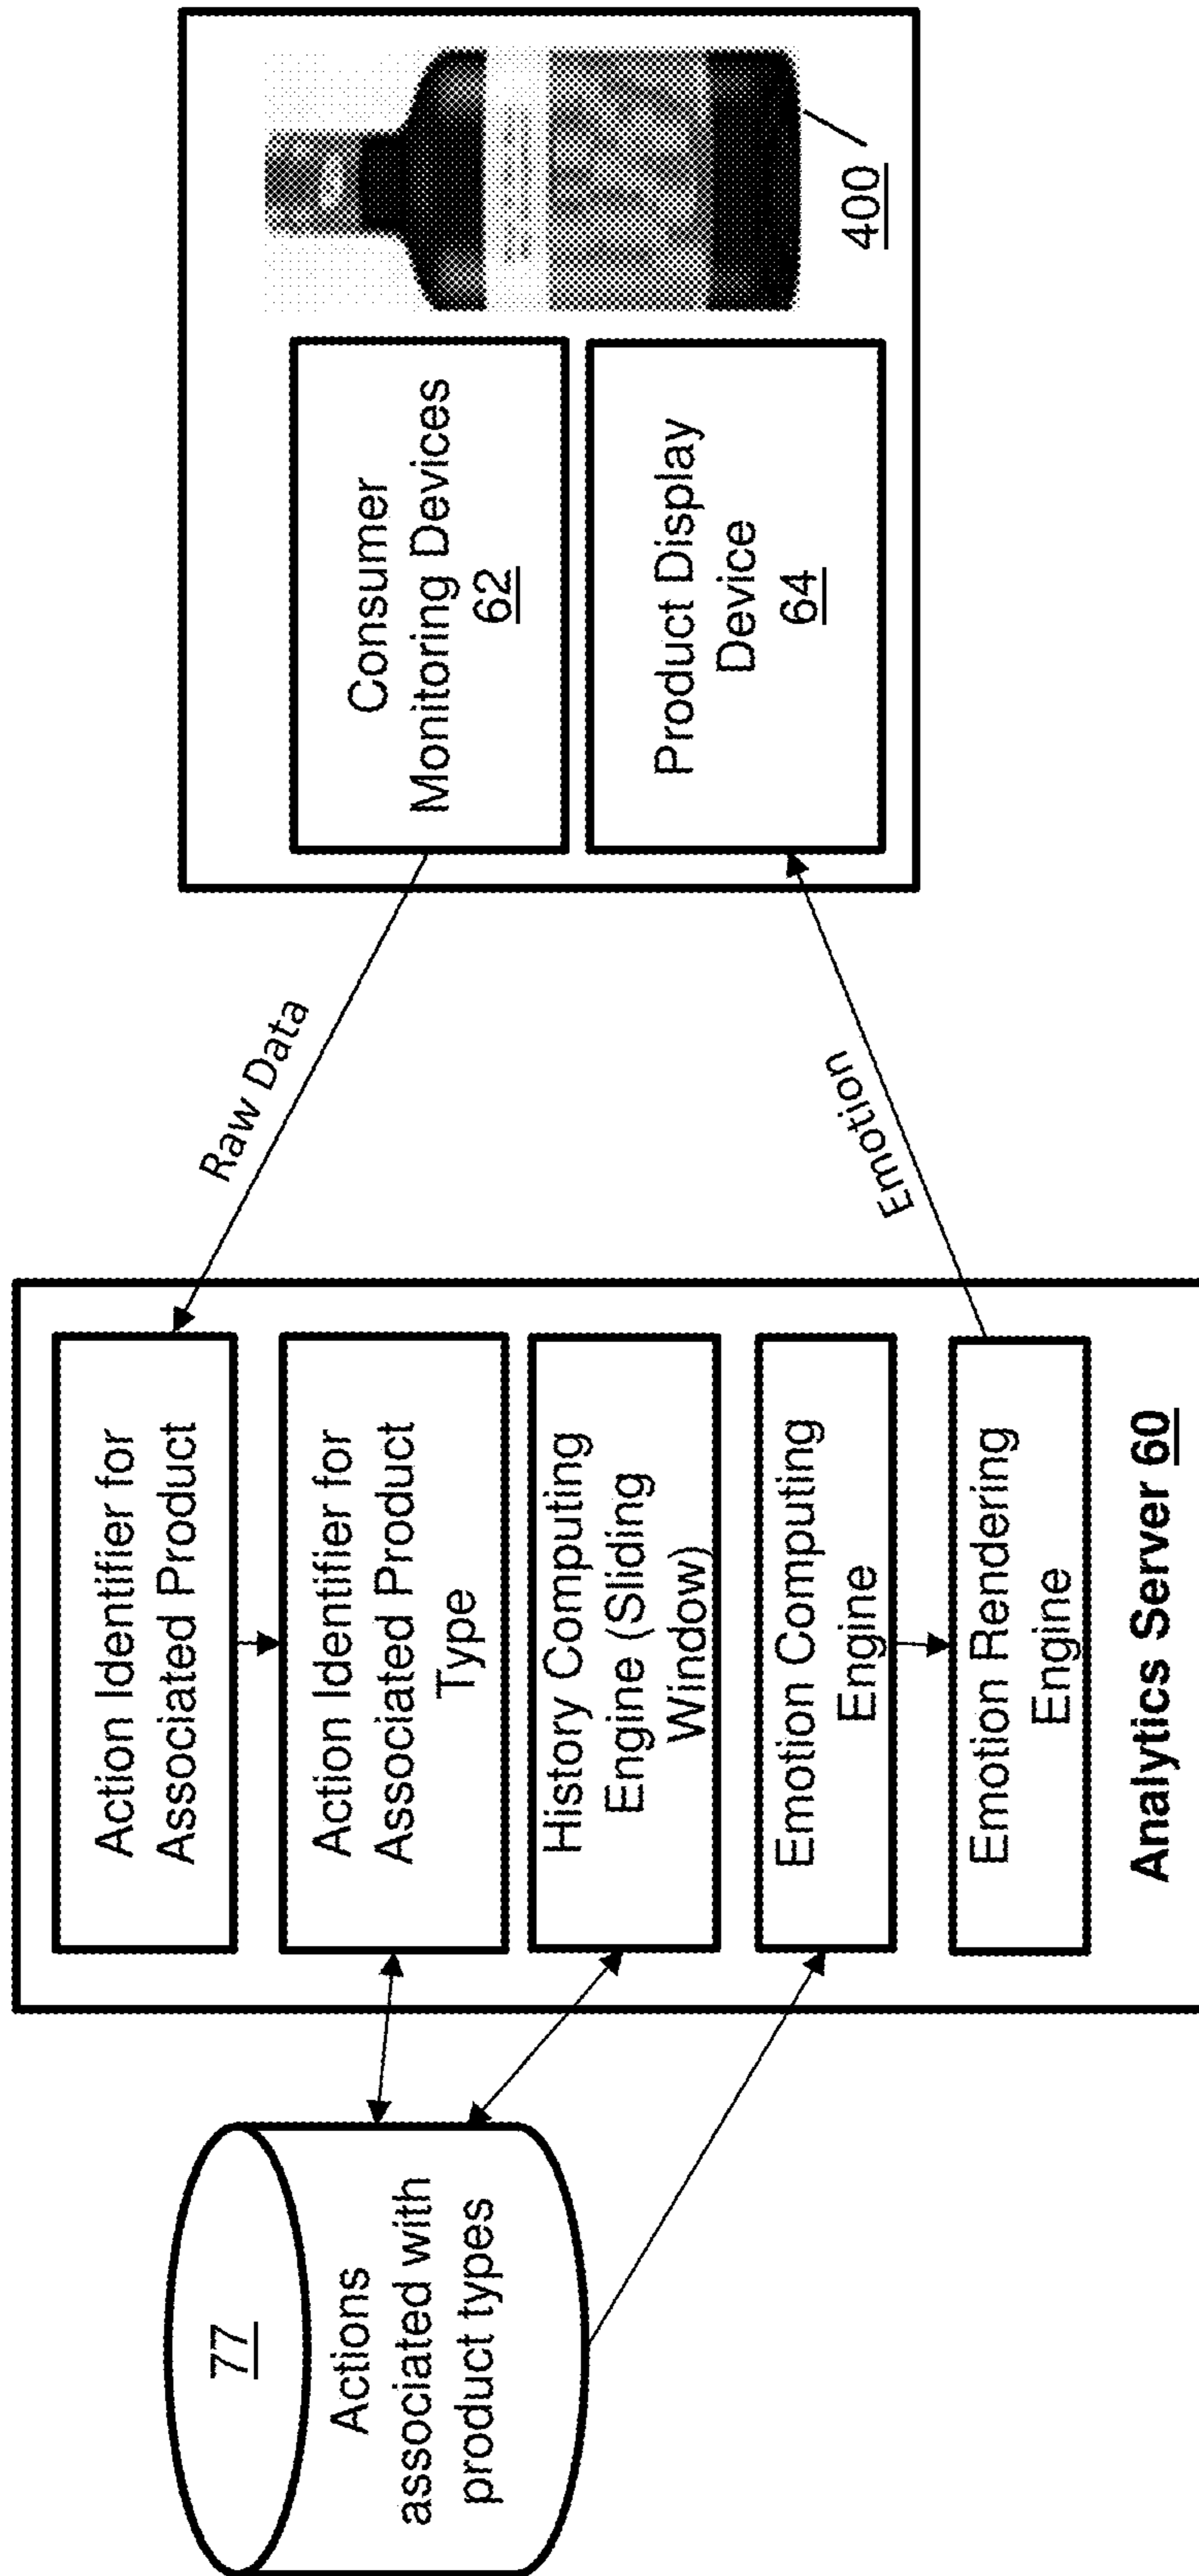 77
Actions
associated with
product types
Action Identifier for
Associated Product
Action Identifier for
Associated Product
Type
History Computing
Engine (Sliding
Window)
Emotion Computing
Engine
Emotion Rendering
Engine
Analytics Server 60
Raw Data
Emotion
Consumer
Monitoring Devices
62
Product Display
Device
64
400